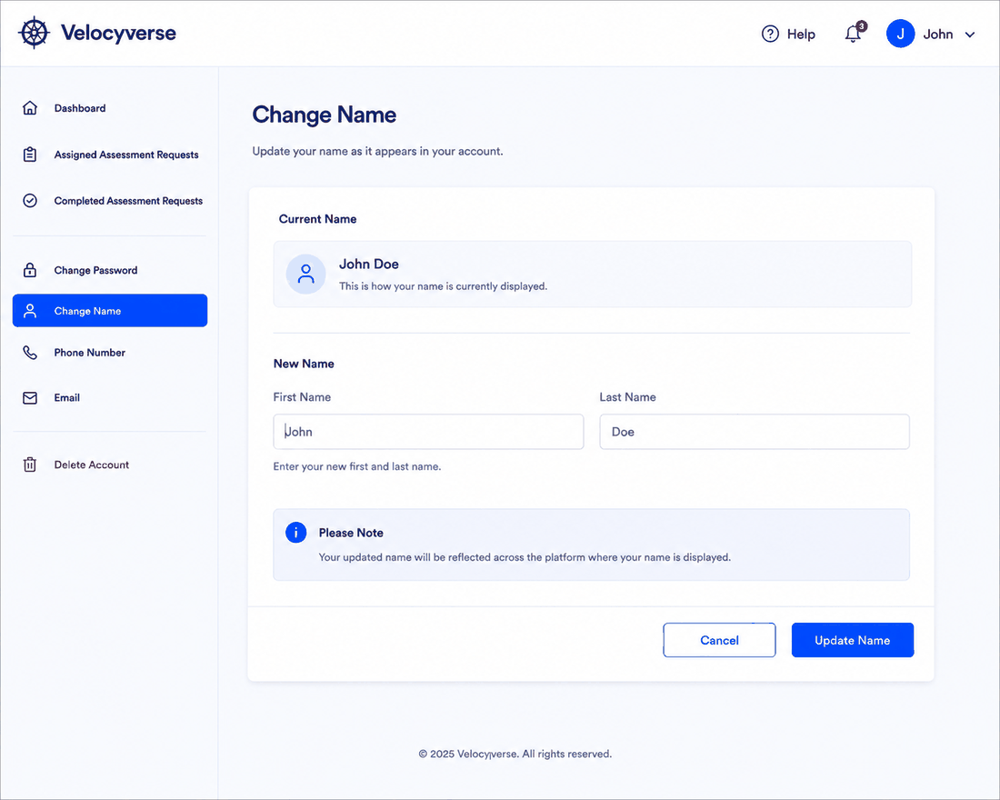 Velocyverse
Help
3
J
John
Dashboard
Assigned Assessment Requests
Completed Assessment Requests
Change Password
Change Name
Phone Number
Email
Delete Account
Change Name
Update your name as it appears in your account.
Current Name
John Doe
This is how your name is currently displayed.
New Name
First Name
Last Name
John
Doe
Enter your new first and last name.
Please Note
Your updated name will be reflected across the platform where your name is displayed.
Cancel
Update Name
© 2025 Velocyverse. All rights reserved.